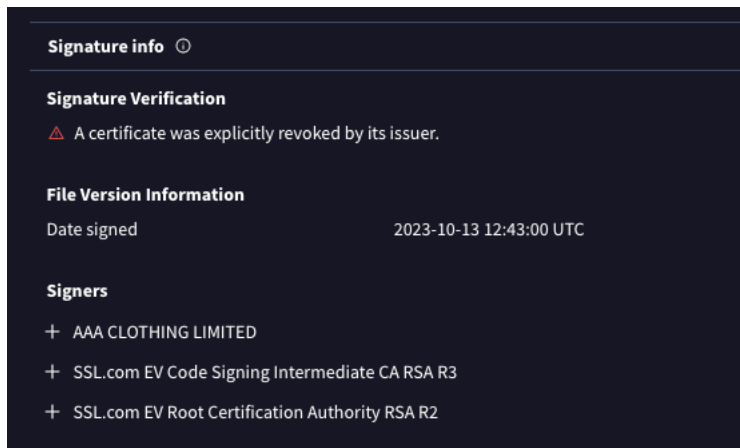 Signature info
Signature Verification
A certificate was explicitly revoked by its issuer.
File Version Information
Date signed 2023-10-13 12:43:00 UTC
Signers
+ AAA CLOTHING LIMITED
+ SSL.com EV Code Signing Intermediate CA RSA R3
+ SSL.com EV Root Certification Authority RSA R2